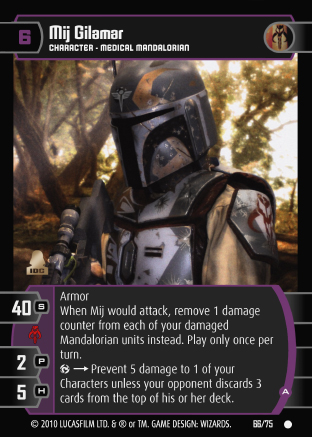 6
Mij Gilamar
CHARACTER - MEDICAL MANDALORIAN
100
40 S
2 P
5 H
Armor
When Mij would attack, remove 1 damage
counter from each of your damaged
Mandalorian units instead. Play only once per
turn.
→ Prevent 5 damage to 1 of your
Characters unless your opponent discards 3
cards from the top of his or her deck.
A
© 2010 LUCASFILM LTD. & ® or TM. GAME DESIGN: WIZARDS.
66/75